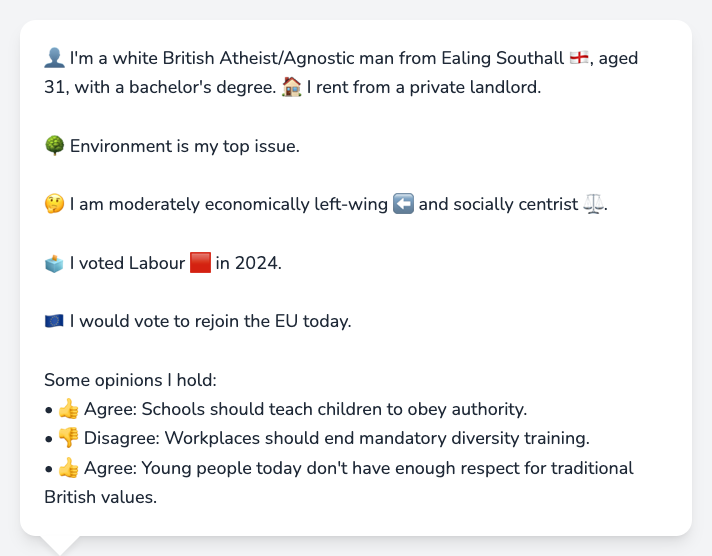 👤 I'm a white British Atheist/Agnostic man from Ealing Southall 🏴󠁧󠁢󠁥󠁮󠁧󠁿, aged
31, with a bachelor's degree. 🏠 I rent from a private landlord.
🌳 Environment is my top issue.
🤔 I am moderately economically left-wing ⬅️ and socially centrist ⚖️.
🗳️ I voted Labour 🟥 in 2024.
🇪🇺 I would vote to rejoin the EU today.
Some opinions I hold:
• 👍 Agree: Schools should teach children to obey authority.
• 👎 Disagree: Workplaces should end mandatory diversity training.
• 👍 Agree: Young people today don't have enough respect for traditional
British values.